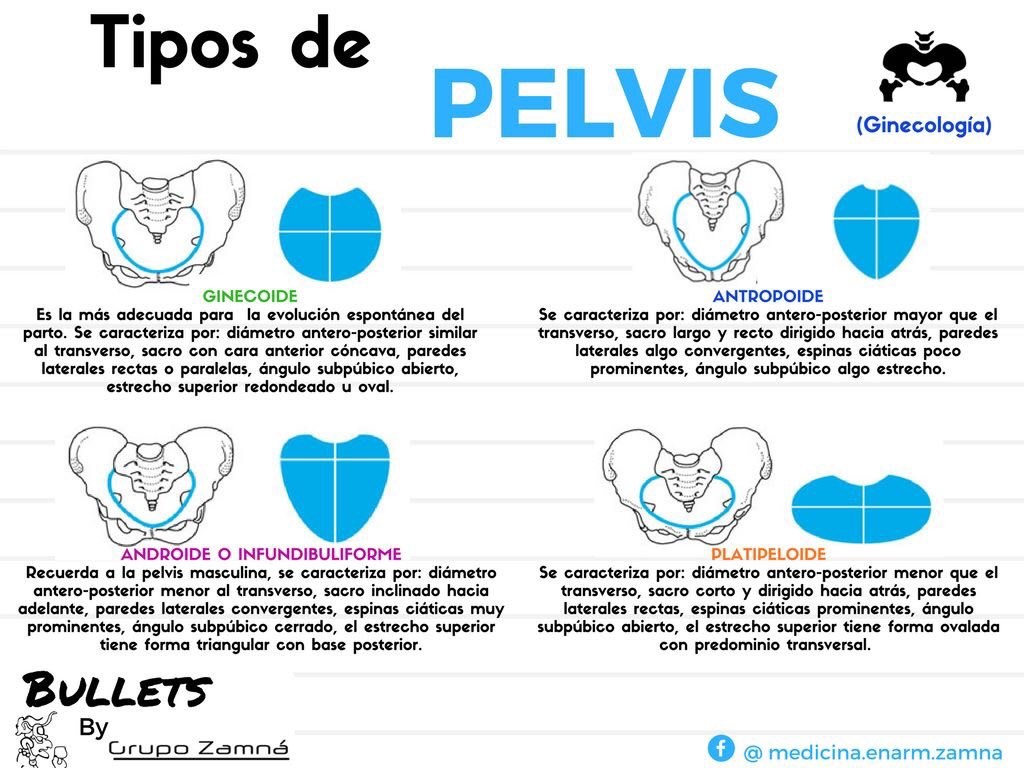 Tipos de
PELVIS
(Ginecología)
GINECOIDE
Es la más adecuada para la evolución espontánea del
parto. Se caracteriza por: diámetro antero-posterior similar
al transverso, sacro con cara anterior cóncava, paredes
laterales rectas o paralelas, ángulo subpúbico abierto,
estrecho superior redondeado u oval.
ANTROPOIDE
Se caracteriza por: diámetro antero-posterior mayor que el
transverso, sacro largo y recto dirigido hacia atrás, paredes
laterales algo convergentes, espinas ciáticas poco
prominentes, ángulo subpúbico algo estrecho.
ANDROIDE O INFUNDIBULIFORME
Recuerda a la pelvis masculina, se caracteriza por: diámetro
antero-posterior menor al transverso, sacro inclinado hacia
adelante, paredes laterales convergentes, espinas ciáticas muy
prominentes, ángulo subpúbico cerrado, el estrecho superior
tiene forma triangular con base posterior.
PLATIPELOIDE
Se caracteriza por: diámetro antero-posterior menor que el
transverso, sacro corto y dirigido hacia atrás, paredes
laterales rectas, espinas ciáticas prominentes, ángulo
subpúbico abierto, el estrecho superior tiene forma ovalada
con predominio transversal.
BULLETS
By
Grupo Zamná
@ medicina.enarm.zamna